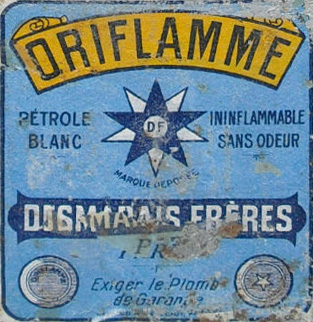 ORIFLAMME
PÉTROLE
BLANC
ININFLAMMABLE
SANS ODEUR
DF
MARQUE DÉPOSÉE
FRÈRES
Exiger le Plomb
de Garantie